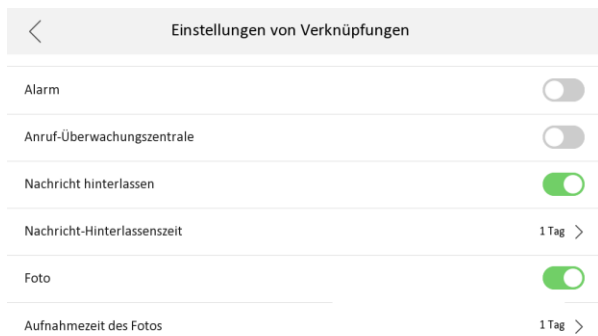 Einstellungen von Verknüpfungen
Alarm
Anruf-Überwachungszentrale
Nachricht hinterlassen
Nachricht-Hinterlassenszeit 1 Tag
Foto
Aufnahmezeit des Fotos 1 Tag